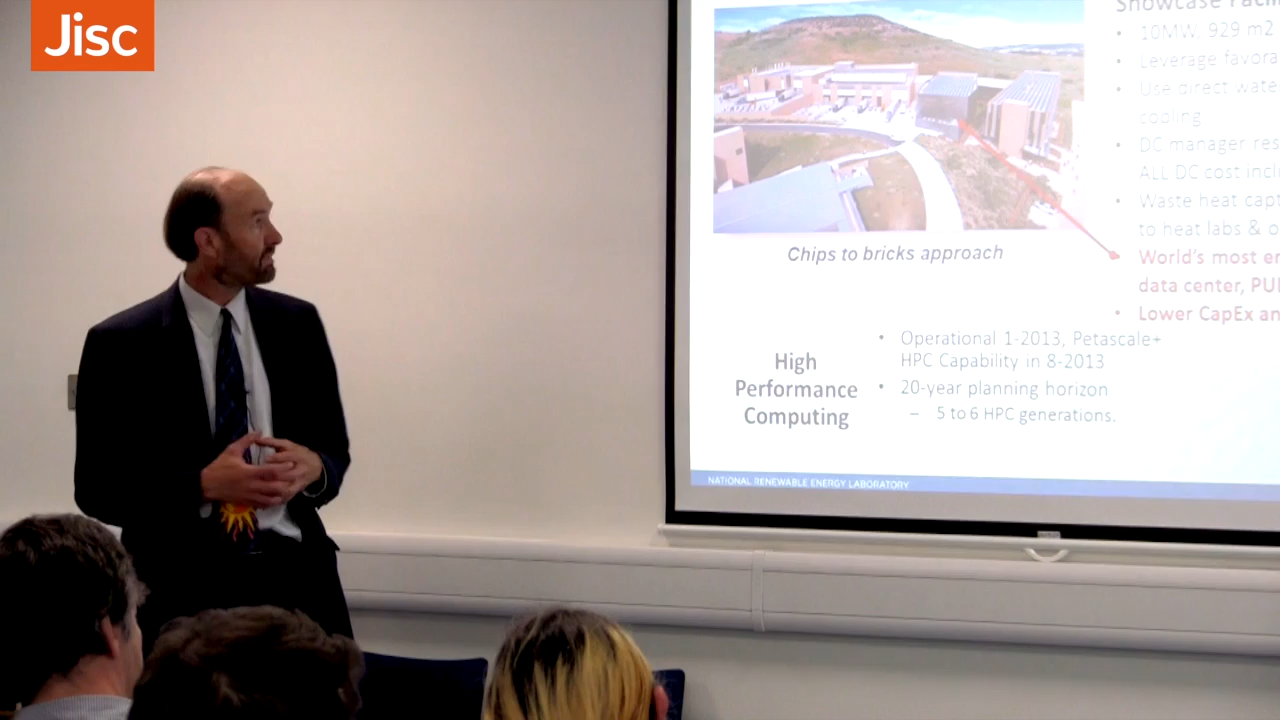 Jisc
Showcase
• 10MW, 929 m2
• Leverage favora
• Use direct wate
cooling
• DC manager res
ALL DC cost incl
• Waste heat capt
to heat labs & o
• World's most en
data center, PU
• Lower CapEx an
Chips to bricks approach
High
Performance
Computing
• Operational 1-2013, Petascale+
HPC Capability in 8-2013
• 20-year planning horizon
– 5 to 6 HPC generations.
NATIONAL RENEWABLE ENERGY LABORATORY